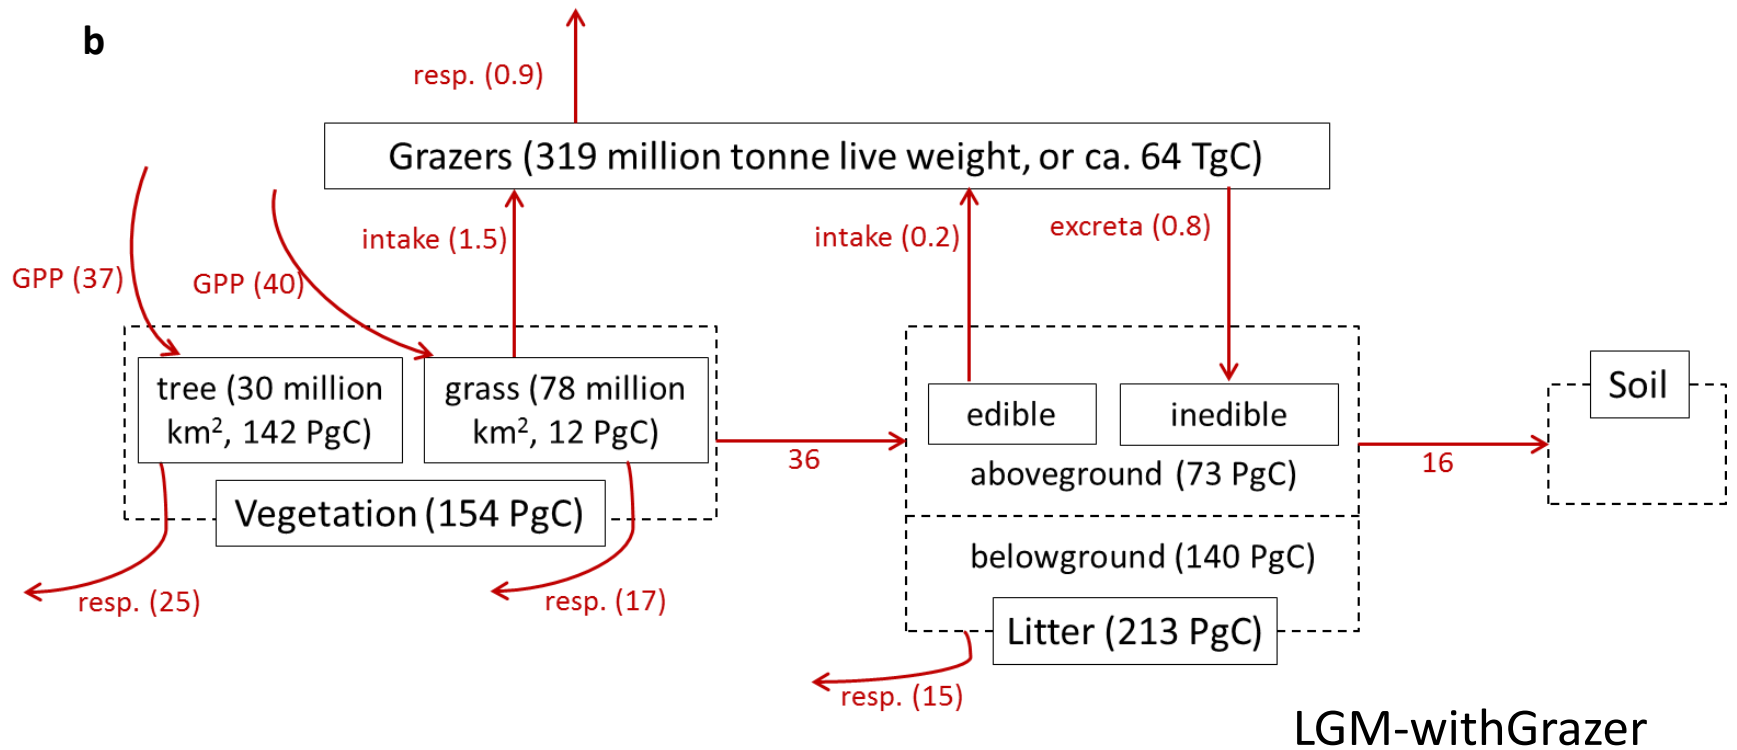 b
resp. (0.9)
Grazers (319 million tonne live weight, or ca. 64 TgC)
GPP (37)
GPP (40)
intake (1.5)
intake (0.2)
excreta (0.8)
tree (30 million
km², 142 PgC)
grass (78 million
km², 12 PgC)
Vegetation (154 PgC)
resp. (25)
resp. (17)
36
edible
inedible
aboveground (73 PgC)
belowground (140 PgC)
Litter (213 PgC)
resp. (15)
16
Soil
LGM-withGrazer